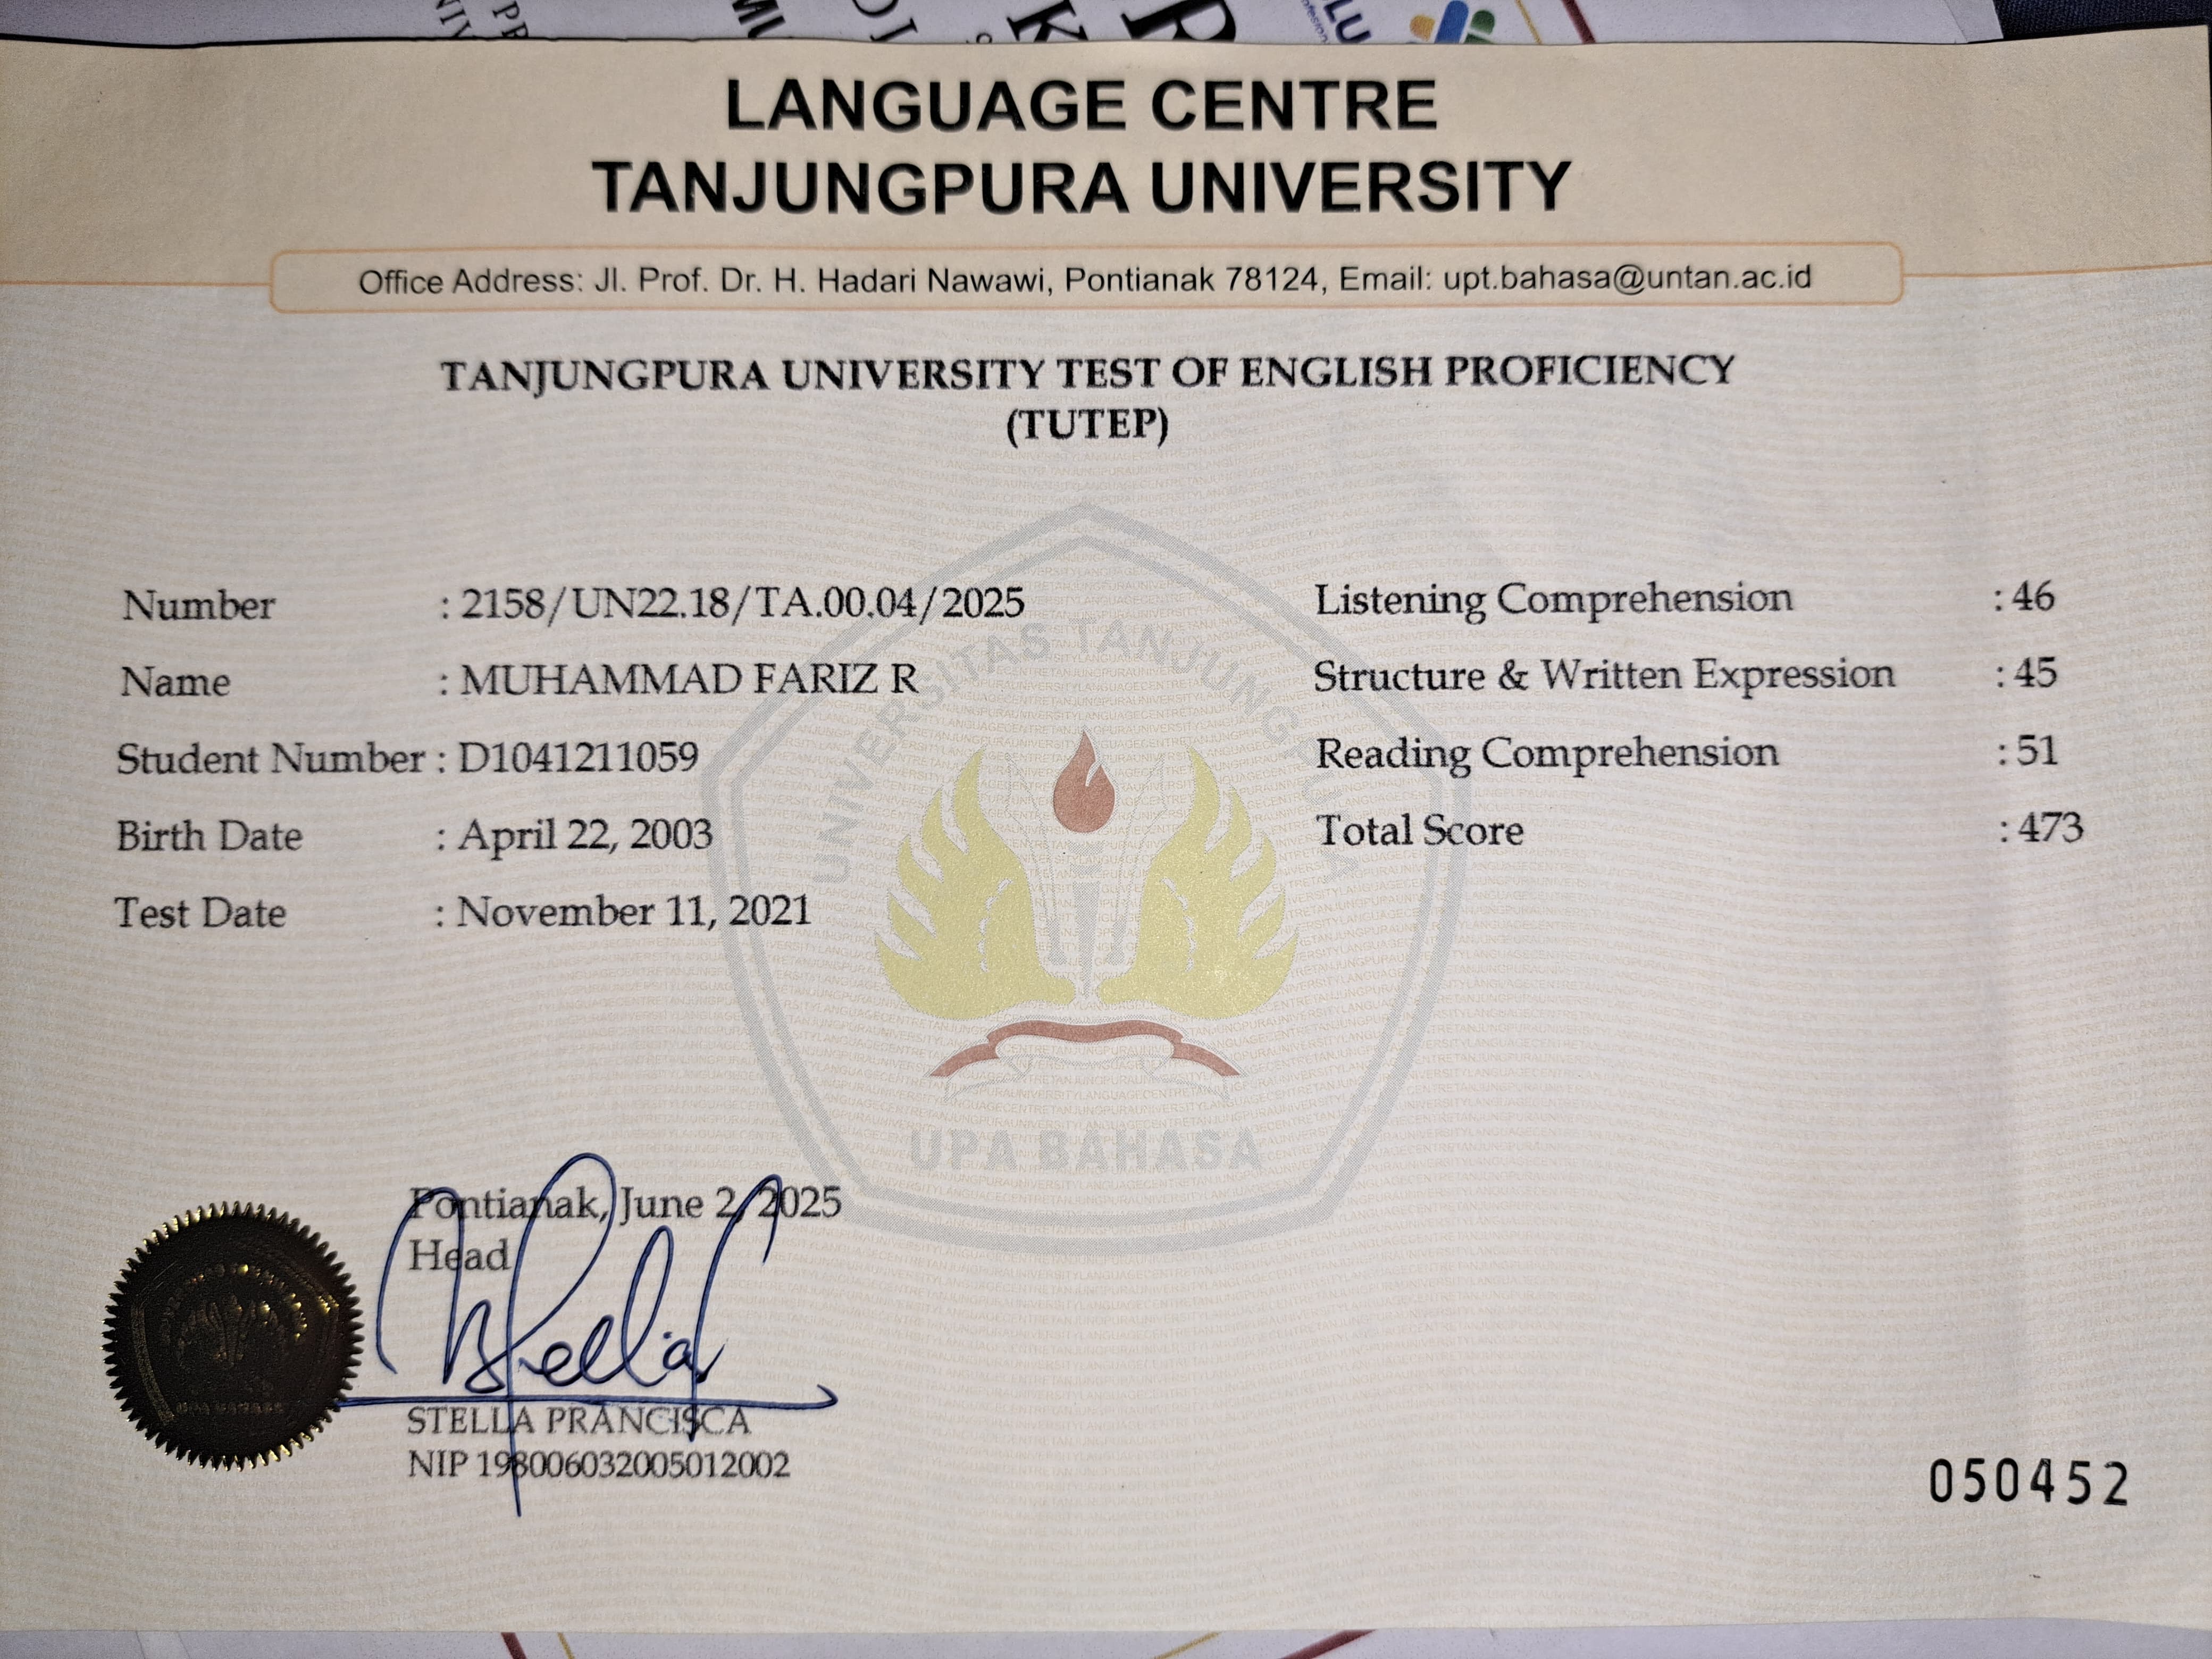 LANGUAGE CENTRE
TANJUNGPURA UNIVERSITY
Office Address: Jl. Prof. Dr. H. Hadari Nawawi, Pontianak 78124, Email: upt.bahasa@untan.ac.id
TANJUNGPURA UNIVERSITY TEST OF ENGLISH PROFICIENCY
(TUTEP)
Number : 2158/UN22.18/TA.00.04/2025
Name : MUHAMMAD FARIZ R
Student Number : D1041211059
Birth Date : April 22, 2003
Test Date : November 11, 2021
Listening Comprehension : 46
Structure & Written Expression : 45
Reading Comprehension : 51
Total Score : 473
UNIVERSITAS TANJUNGPURA
UPA BAHASA
Pontianak, June 2, 2025
Head
Stella
STELLA PRANCISCA
NIP 198006032005012002
UPA BAHASA
050452